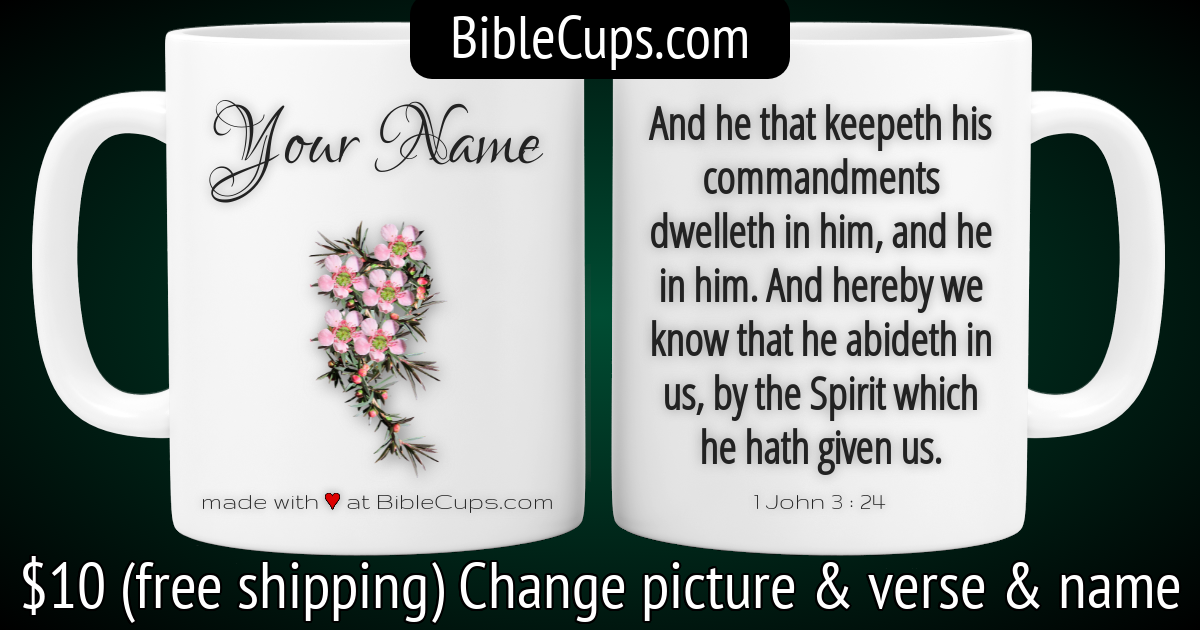 BibleCups.com
Your Name
made with ♥ at BibleCups.com
And he that keepeth his
commandments
dwelleth in him, and he
in him. And hereby we
know that he abideth in
us, by the Spirit which
he hath given us.
1 John 3 : 24
$10 (free shipping) Change picture & verse & name